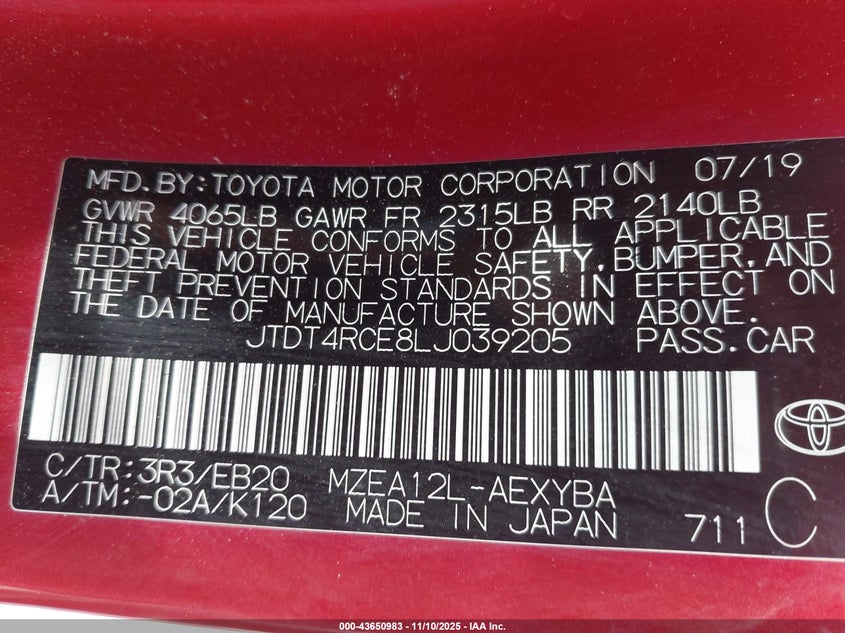 MFD.BY:TOYOTA MOTOR CORPORATION 07/19
GVWR 4065LB GAWR FR 2315LB RR 2140LB
THIS VEHICLE CONFORMS TO ALL APPLICABLE
FEDERAL MOTOR VEHICLE SAFETY,BUMPER,AND
THEFT PREVENTION STANDARDS IN EFFECT ON
THE DATE OF MANUFACTURE SHOWN ABOVE.
JTDT4RCE8LJ039205 PASS.CAR
C/TR:3R3/EB20 MZEA12L-AEXYBA
A/TM:-02A/K120 MADE IN JAPAN 711 C
000-43650983 - 11/10/2025 - IAA Inc.